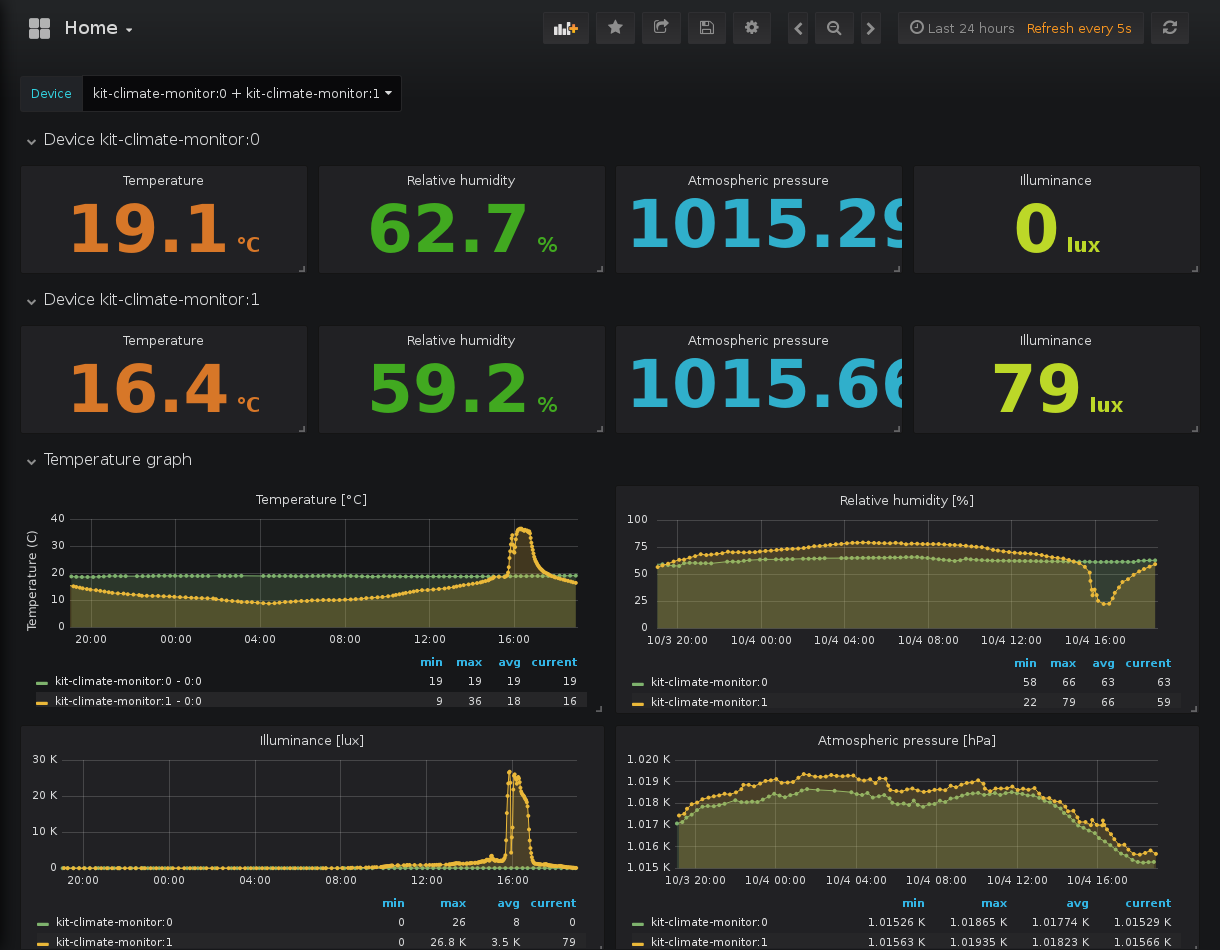 Home
Last 24 hours Refresh every 5s
Device kit-climate-monitor:0 + kit-climate-monitor:1
Device kit-climate-monitor:0
Temperature Relative humidity Atmospheric pressure Illuminance
19.1 °C 62.7 % 1015.29 0 lux
Device kit-climate-monitor:1
Temperature Relative humidity Atmospheric pressure Illuminance
16.4 °C 59.2 % 1015.66 79 lux
Temperature graph
Temperature [°C]
Temperature (C)
40
30
20
10
0
20:00 00:00 04:00 08:00 12:00 16:00
min max avg current
kit-climate-monitor:0 - 0:0 19 19 19 19
kit-climate-monitor:1 - 0:0 9 36 18 16
Relative humidity [%]
100
75
50
25
0
10/3 20:00 10/4 00:00 10/4 04:00 10/4 08:00 10/4 12:00 10/4 16:00
min max avg current
kit-climate-monitor:0 58 66 63 63
kit-climate-monitor:1 22 79 66 59
Illuminance [lux]
30 K
20 K
10 K
0
20:00 00:00 04:00 08:00 12:00 16:00
min max avg current
kit-climate-monitor:0 0 26 8 0
kit-climate-monitor:1 0 26.8 K 3.5 K 79
Atmospheric pressure [hPa]
1.020 K
1.019 K
1.018 K
1.017 K
1.016 K
1.015 K
10/3 20:00 10/4 00:00 10/4 04:00 10/4 08:00 10/4 12:00 10/4 16:00
min max avg current
kit-climate-monitor:0 1.01526 K 1.01865 K 1.01774 K 1.01529 K
kit-climate-monitor:1 1.01563 K 1.01935 K 1.01823 K 1.01566 K